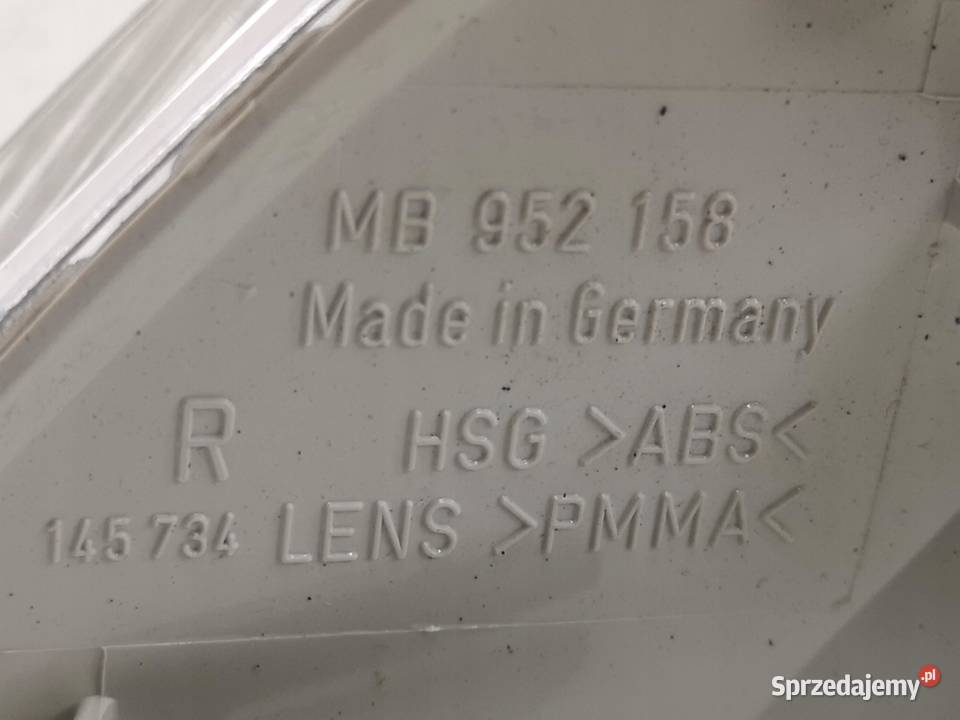 MB 952 158
Made in Germany
R HSG >ABS<
145 734 LENS >PMMA<
Sprzedajemy.pl